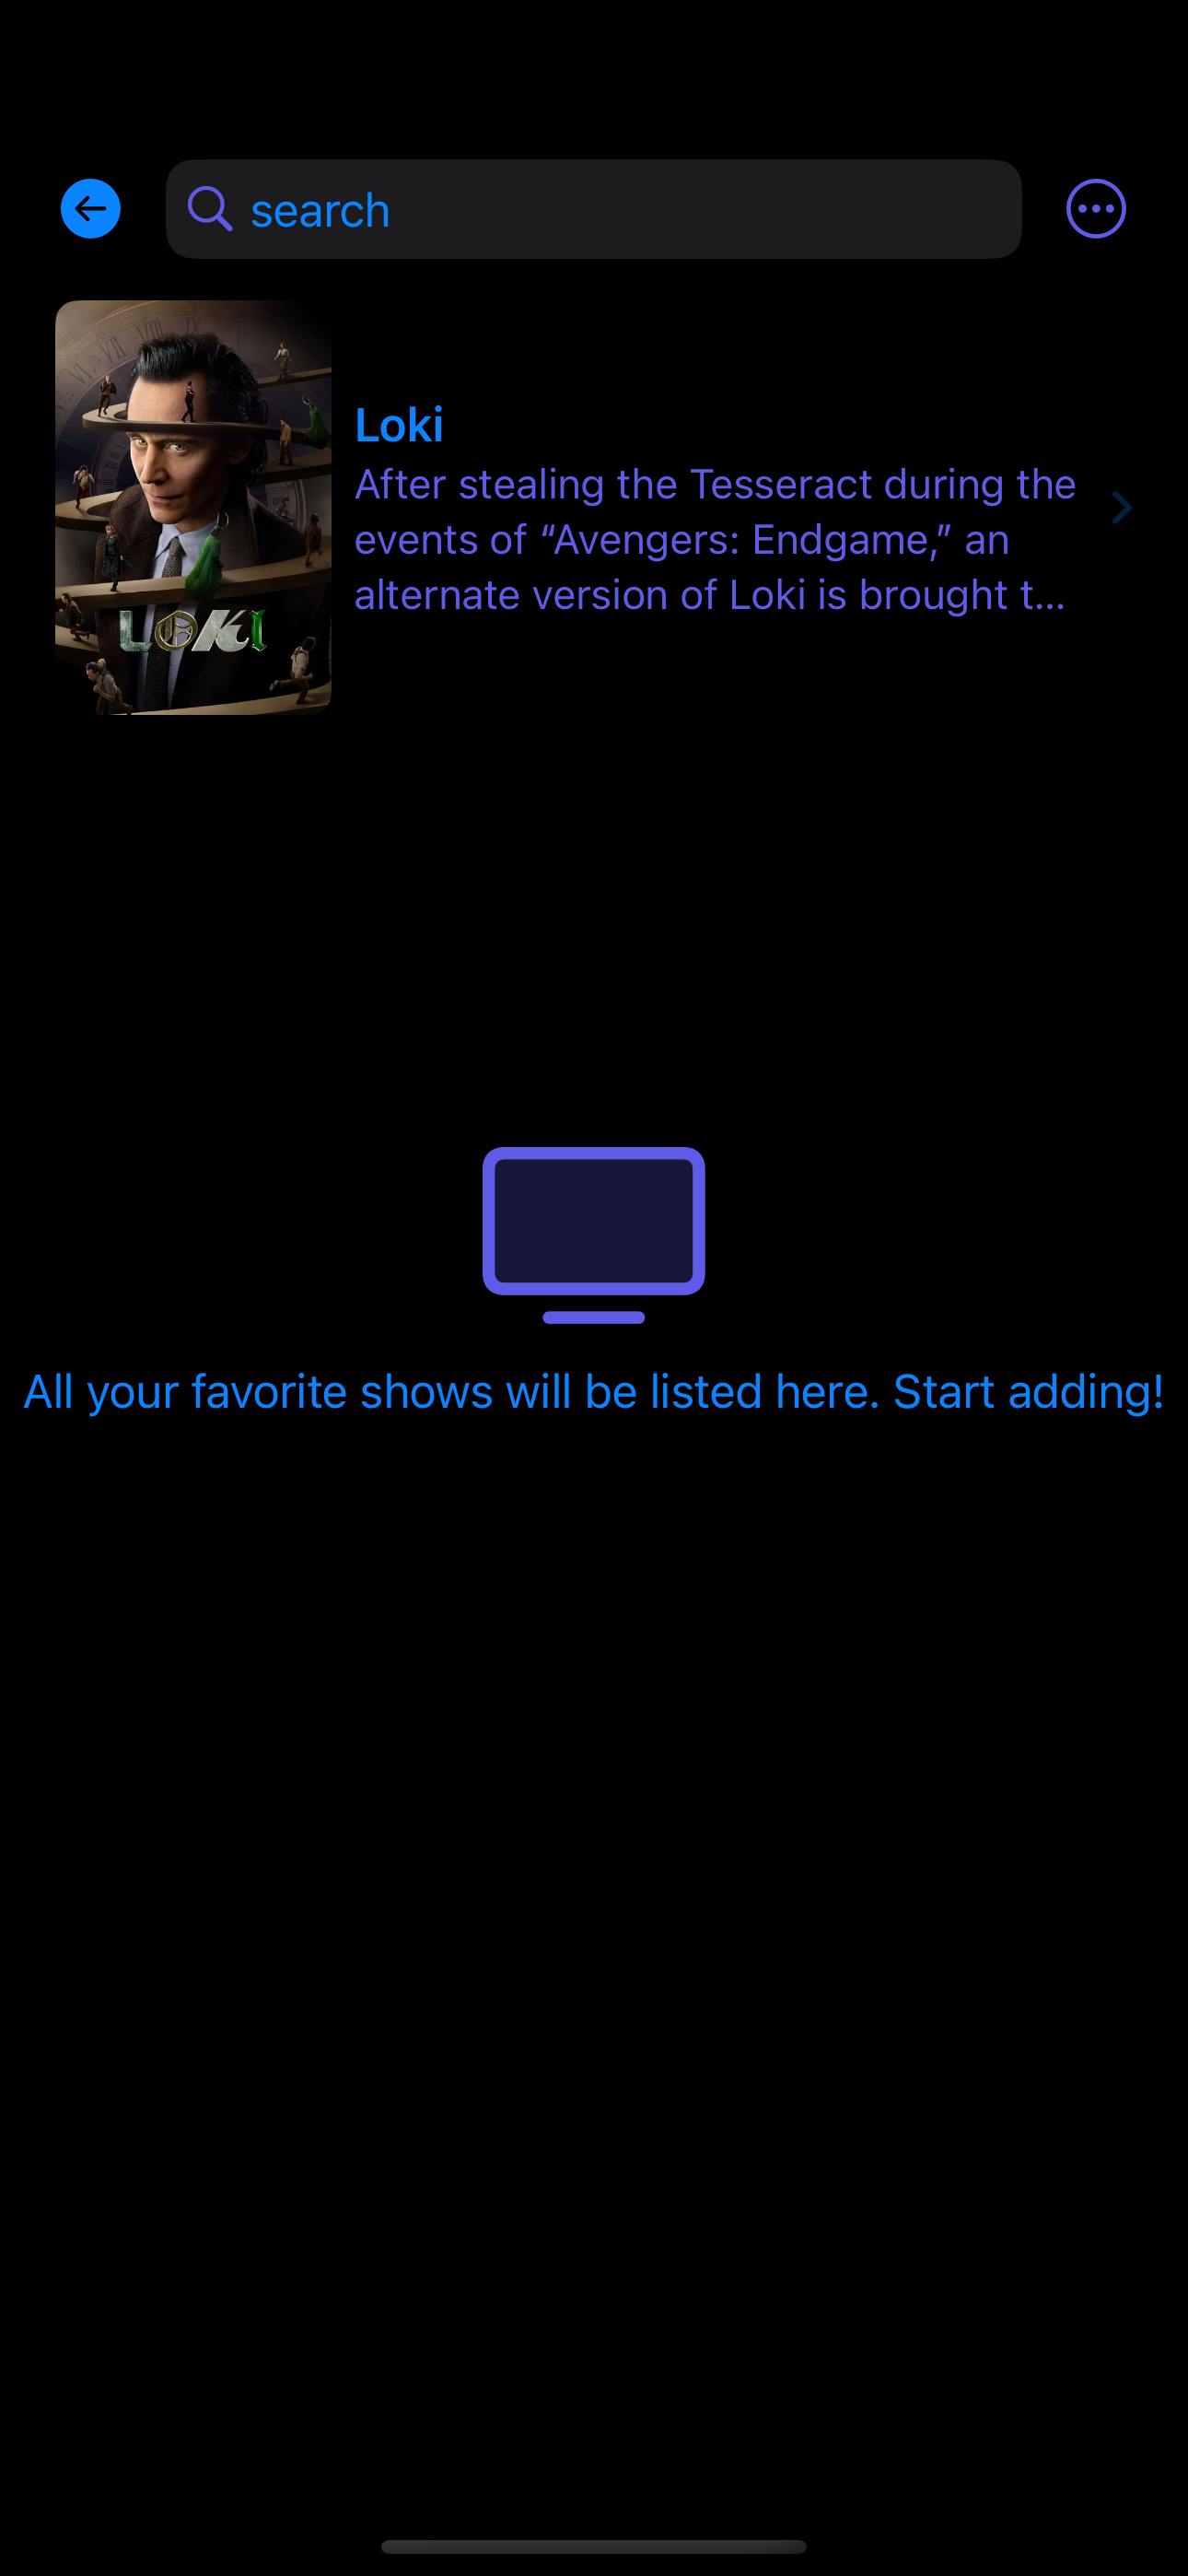 search
Loki
After stealing the Tesseract during the
events of “Avengers: Endgame,” an
alternate version of Loki is brought t...
LOKI
All your favorite shows will be listed here. Start adding!